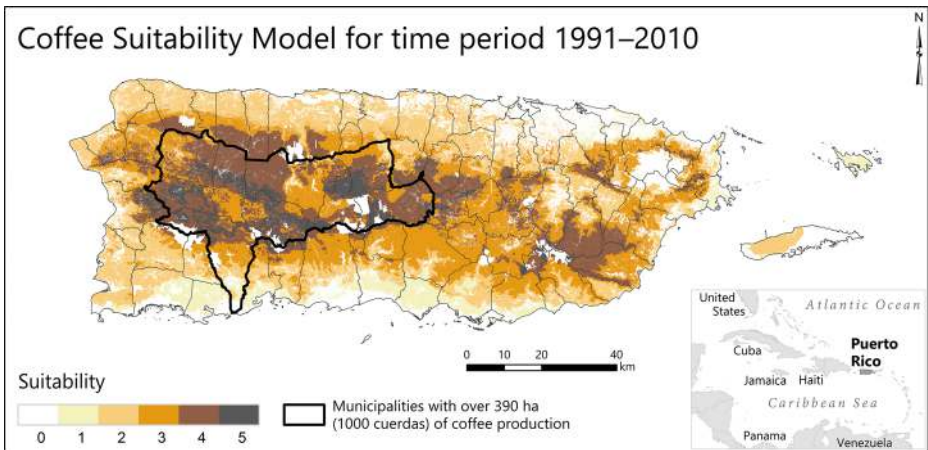 Coffee Suitability Model for time period 1991–2010
N
0 10 20 40
km
Suitability
0 1 2 3 4 5
Municipalities with over 390 ha
(1000 cuerdas) of coffee production
United
States
Atlantic Ocean
Cuba
Puerto
Rico
Jamaica Haiti
Caribbean Sea
Panama
Venezuela